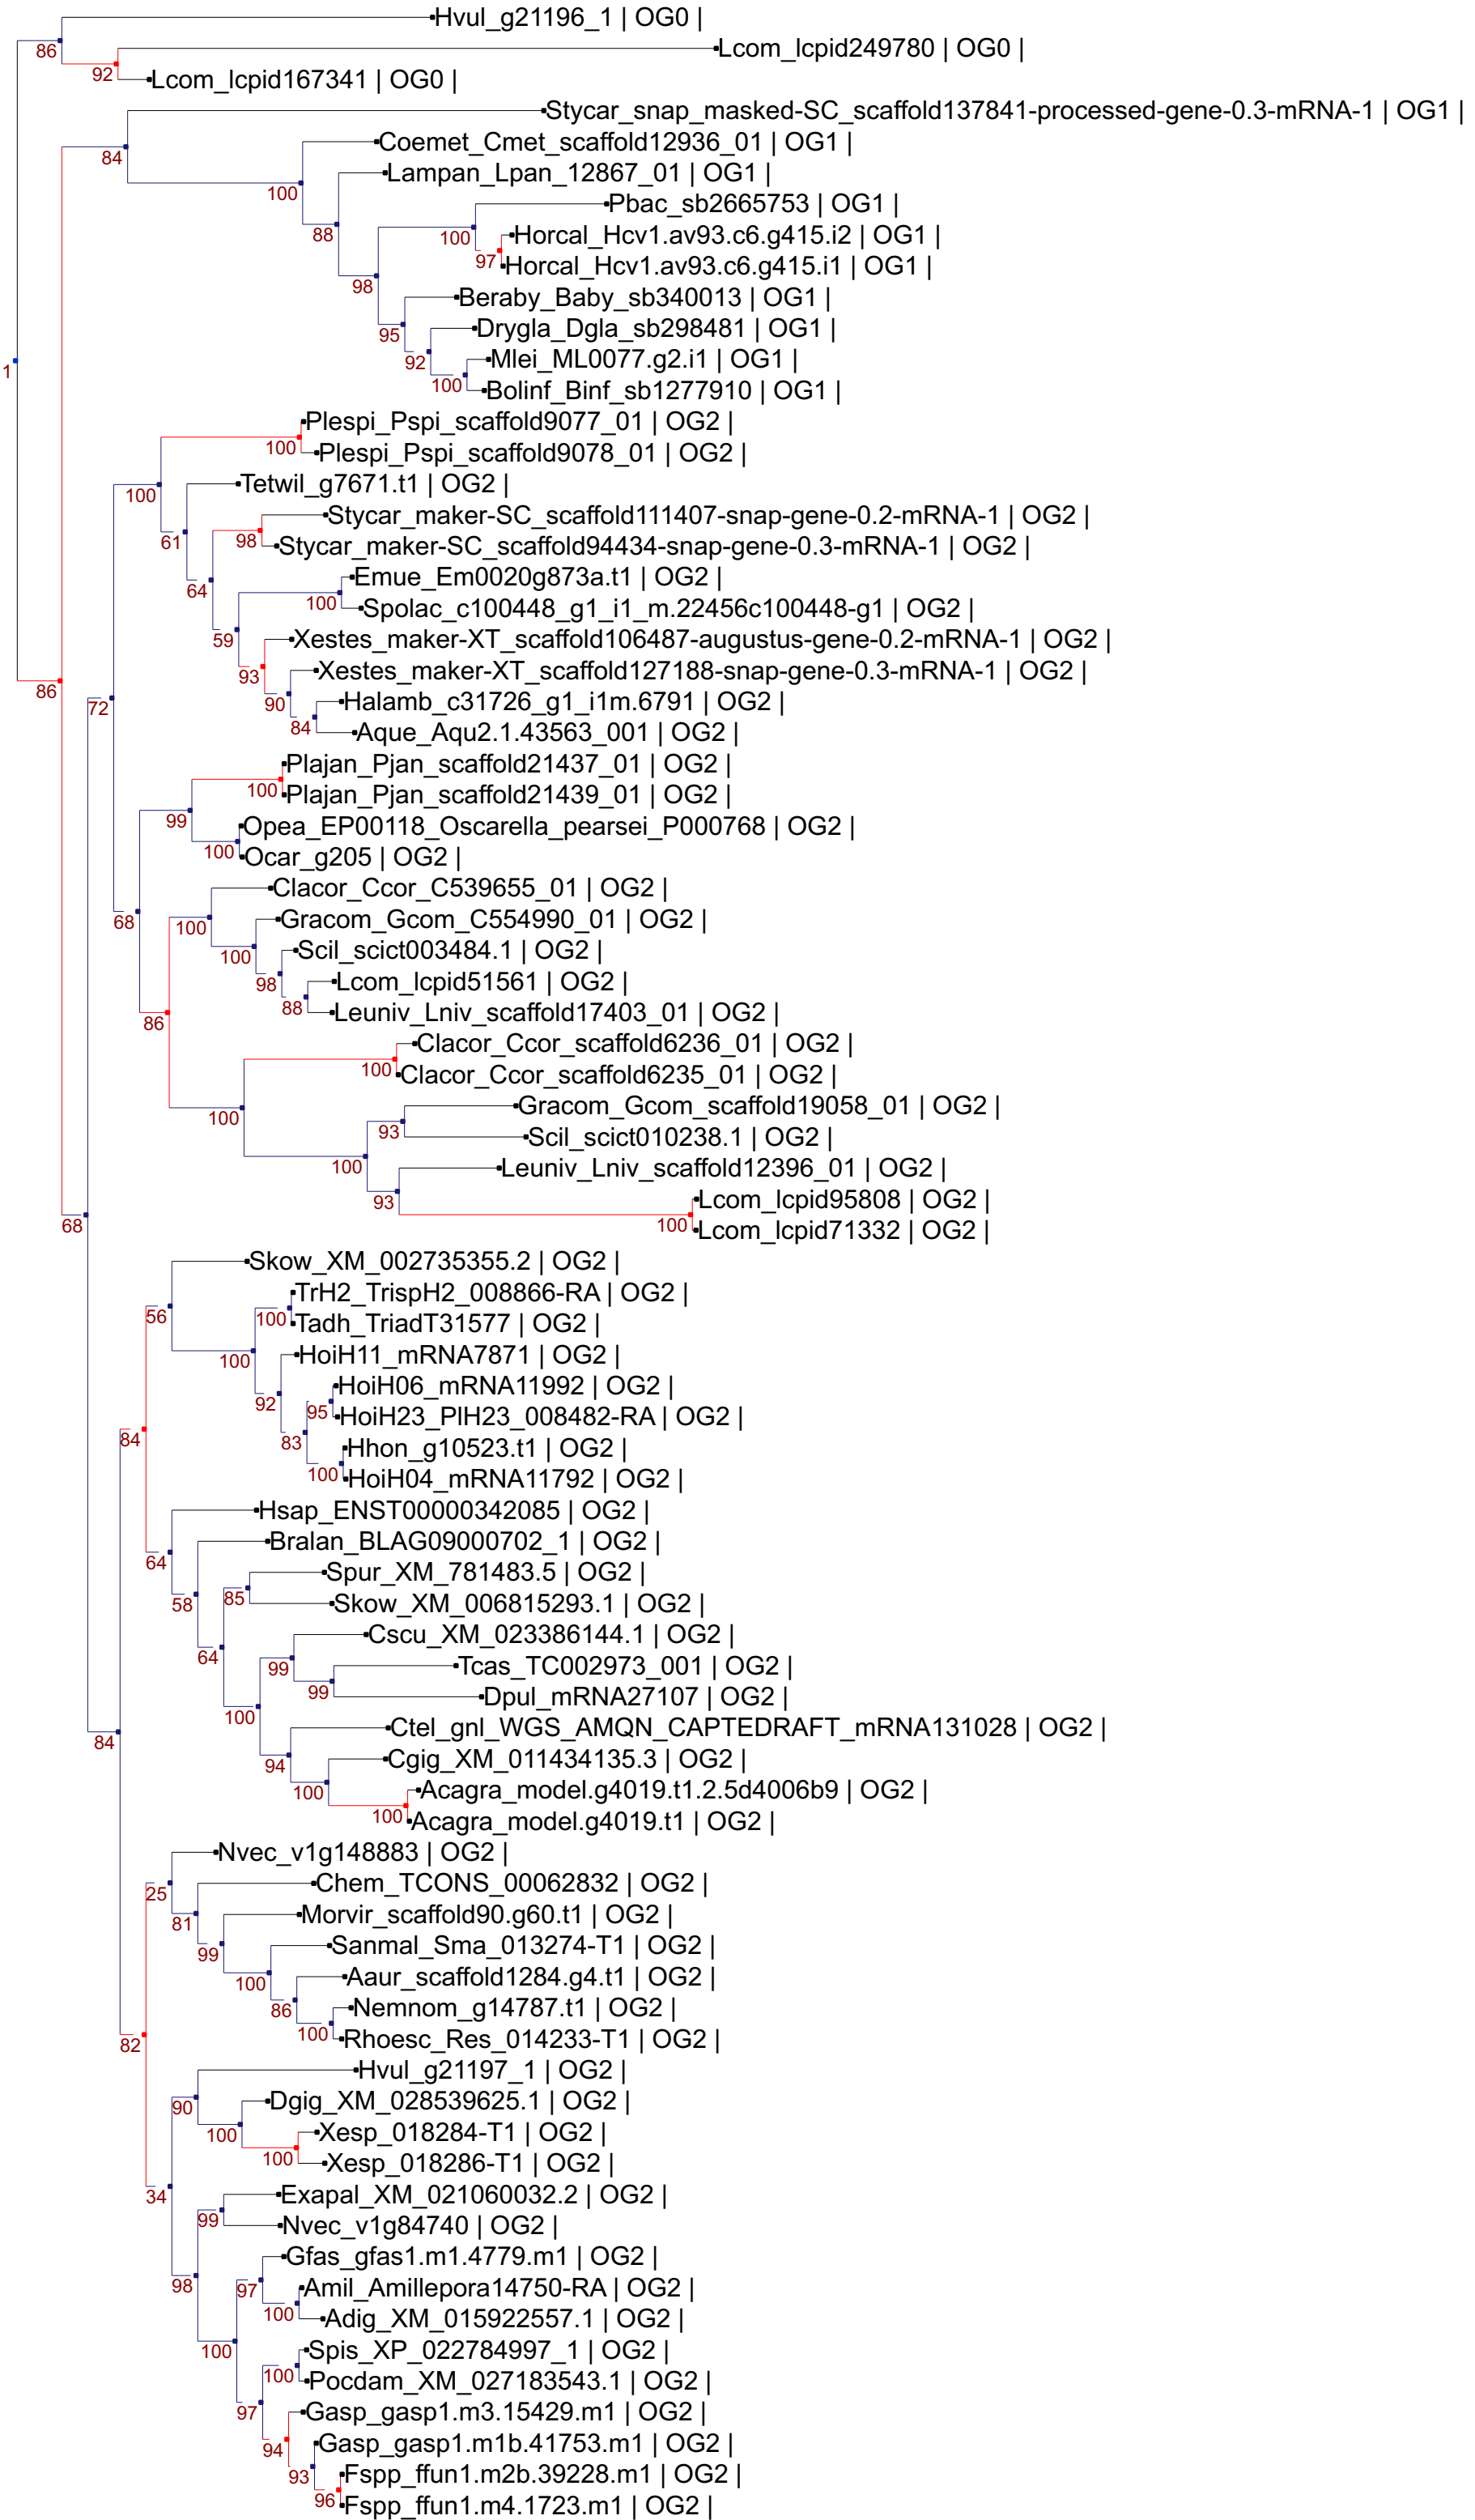 Hvul_g21196_1 | OG0 |
86
Lcom_lcpid249780 | OG0 |
92
Lcom_lcpid167341 | OG0 |
Stycar_snap_masked-SC_scaffold137841-processed-gene-0.3-mRNA-1 | OG1 |
84
Coemet_Cmet_scaffold12936_01 | OG1 |
100
Lampan_Lpan_12867_01 | OG1 |
88
Pbac_sb2665753 | OG1 |
100
Horcal_Hcv1.av93.c6.g415.i2 | OG1 |
97
Horcal_Hcv1.av93.c6.g415.i1 | OG1 |
98
Beraby_Baby_sb340013 | OG1 |
95
Drygla_Dgla_sb298481 | OG1 |
92
Mlei_ML0077.g2.i1 | OG1 |
1
100
Bolinf_Binf_sb1277910 | OG1 |
Plespi_Pspi_scaffold9077_01 | OG2 |
100
Plespi_Pspi_scaffold9078_01 | OG2 |
100
Tetwil_g7671.t1 | OG2 |
61
Stycar_maker-SC_scaffold111407-snap-gene-0.2-mRNA-1 | OG2 |
98
Stycar_maker-SC_scaffold94434-snap-gene-0.3-mRNA-1 | OG2 |
64
Emue_Em0020g873a.t1 | OG2 |
100
Spolac_c100448_g1_i1_m.22456c100448-g1 | OG2 |
59
Xestes_maker-XT_scaffold106487-augustus-gene-0.2-mRNA-1 | OG2 |
93
Xestes_maker-XT_scaffold127188-snap-gene-0.3-mRNA-1 | OG2 |
86
90
Halamb_c31726_g1_i1m.6791 | OG2 |
72
84
Aque_Aqu2.1.43563_001 | OG2 |
Plajan_Pjan_scaffold21437_01 | OG2 |
100
Plajan_Pjan_scaffold21439_01 | OG2 |
99
Opea_EP00118_Oscarella_pearsei_P000768 | OG2 |
100
Ocar_g205 | OG2 |
Clacor_Ccor_C539655_01 | OG2 |
68
100
Gracom_Gcom_C554990_01 | OG2 |
100
Scil_scict003484.1 | OG2 |
98
Lcom_lcpid51561 | OG2 |
88
Leuniv_Lniv_scaffold17403_01 | OG2 |
86
Clacor_Ccor_scaffold6236_01 | OG2 |
100
Clacor_Ccor_scaffold6235_01 | OG2 |
100
Gracom_Gcom_scaffold19058_01 | OG2 |
93
Scil_scict010238.1 | OG2 |
100
Leuniv_Lniv_scaffold12396_01 | OG2 |
93
Lcom_lcpid95808 | OG2 |
68
100
Lcom_lcpid71332 | OG2 |
Skow_XM_002735355.2 | OG2 |
TrH2_TrispH2_008866-RA | OG2 |
56
100
Tadh_TriadT31577 | OG2 |
100
HoiH11_mRNA7871 | OG2 |
HoiH06_mRNA11992 | OG2 |
92
95
HoiH23_PlH23_008482-RA | OG2 |
84
83
Hhon_g10523.t1 | OG2 |
100
HoiH04_mRNA11792 | OG2 |
Hsap_ENST00000342085 | OG2 |
64
Bralan_BLAG09000702_1 | OG2 |
Spur_XM_781483.5 | OG2 |
58
85
Skow_XM_006815293.1 | OG2 |
64
Cscu_XM_023386144.1 | OG2 |
99
Tcas_TC002973_001 | OG2 |
99
Dpul_mRNA27107 | OG2 |
100
Ctel_gnl_WGS_AMQN_CAPTEDRAFT_mRNA131028 | OG2 |
84
94
Cgig_XM_011434135.3 | OG2 |
100
Acagra_model.g4019.t1.2.5d4006b9 | OG2 |
100
Acagra_model.g4019.t1 | OG2 |
Nvec_v1g148883 | OG2 |
25
Chem_TCONS_00062832 | OG2 |
81
Morvir_scaffold90.g60.t1 | OG2 |
99
Sanmal_Sma_013274-T1 | OG2 |
100
Aaur_scaffold1284.g4.t1 | OG2 |
86
Nemnom_g14787.t1 | OG2 |
100
Rhoesc_Res_014233-T1 | OG2 |
82
Hvul_g21197_1 | OG2 |
90
Dgig_XM_028539625.1 | OG2 |
100
Xesp_018284-T1 | OG2 |
100
Xesp_018286-T1 | OG2 |
34
Exapal_XM_021060032.2 | OG2 |
99
Nvec_v1g84740 | OG2 |
Gfas_gfas1.m1.4779.m1 | OG2 |
98
97
Amil_Amillepora14750-RA | OG2 |
100
Adig_XM_015922557.1 | OG2 |
100
Spis_XP_022784997_1 | OG2 |
100
Pocdam_XM_027183543.1 | OG2 |
97
Gasp_gasp1.m3.15429.m1 | OG2 |
94
Gasp_gasp1.m1b.41753.m1 | OG2 |
93
Fspp_ffun1.m2b.39228.m1 | OG2 |
96
Fspp_ffun1.m4.1723.m1 | OG2 |